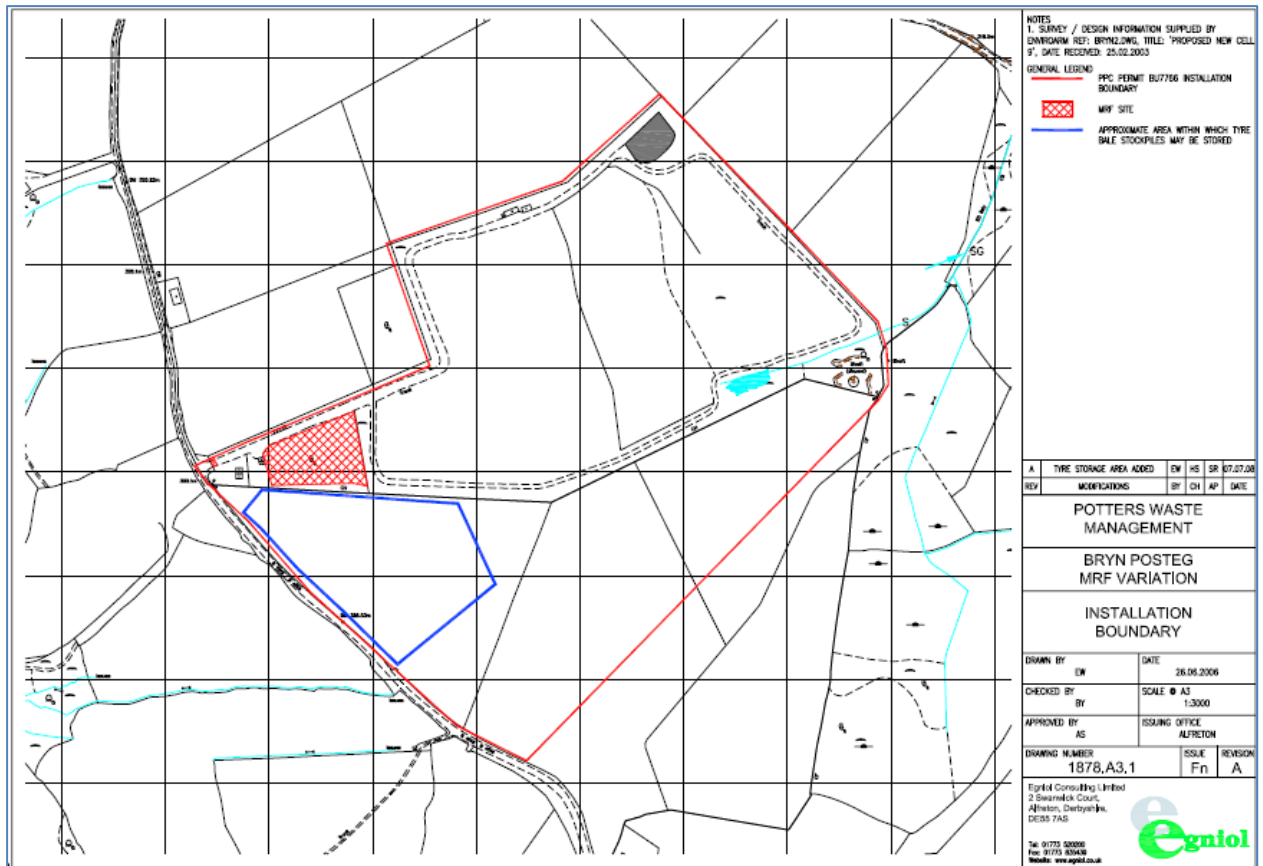 NOTES
1. SURVEY / DESIGN INFORMATION SUPPLIED BY
ENVIROARM REF: BRYN2.DWG, TITLE: 'PROPOSED NEW CELL
9', DATE RECEIVED: 25.02.2003
GENERAL LEGEND
PPC PERMIT BU7766 INSTALLATION
BOUNDARY
MRF SITE
APPROXIMATE AREA WITHIN WHICH TYRE
BALE STOCKPILES MAY BE STORED
SG
S
A TYRE STORAGE AREA ADDED EW HS SR 07.07.08
REV MODIFICATIONS BY CH AP DATE
POTTERS WASTE
MANAGEMENT
BRYN POSTEG
MRF VARIATION
INSTALLATION
BOUNDARY
DRAWN BY
EW
DATE
26.06.2006
CHECKED BY
BY
SCALE @ A3
1:3000
APPROVED BY
AS
ISSUING OFFICE
ALFRETON
DRAWING NUMBER
1878.A3.1
ISSUE
Fn
REVISION
A
Egniol Consulting Limited
2 Swanwick Court,
Alfreton, Derbyshire,
DE55 7AS
Website: www.egniol.co.uk
egniol